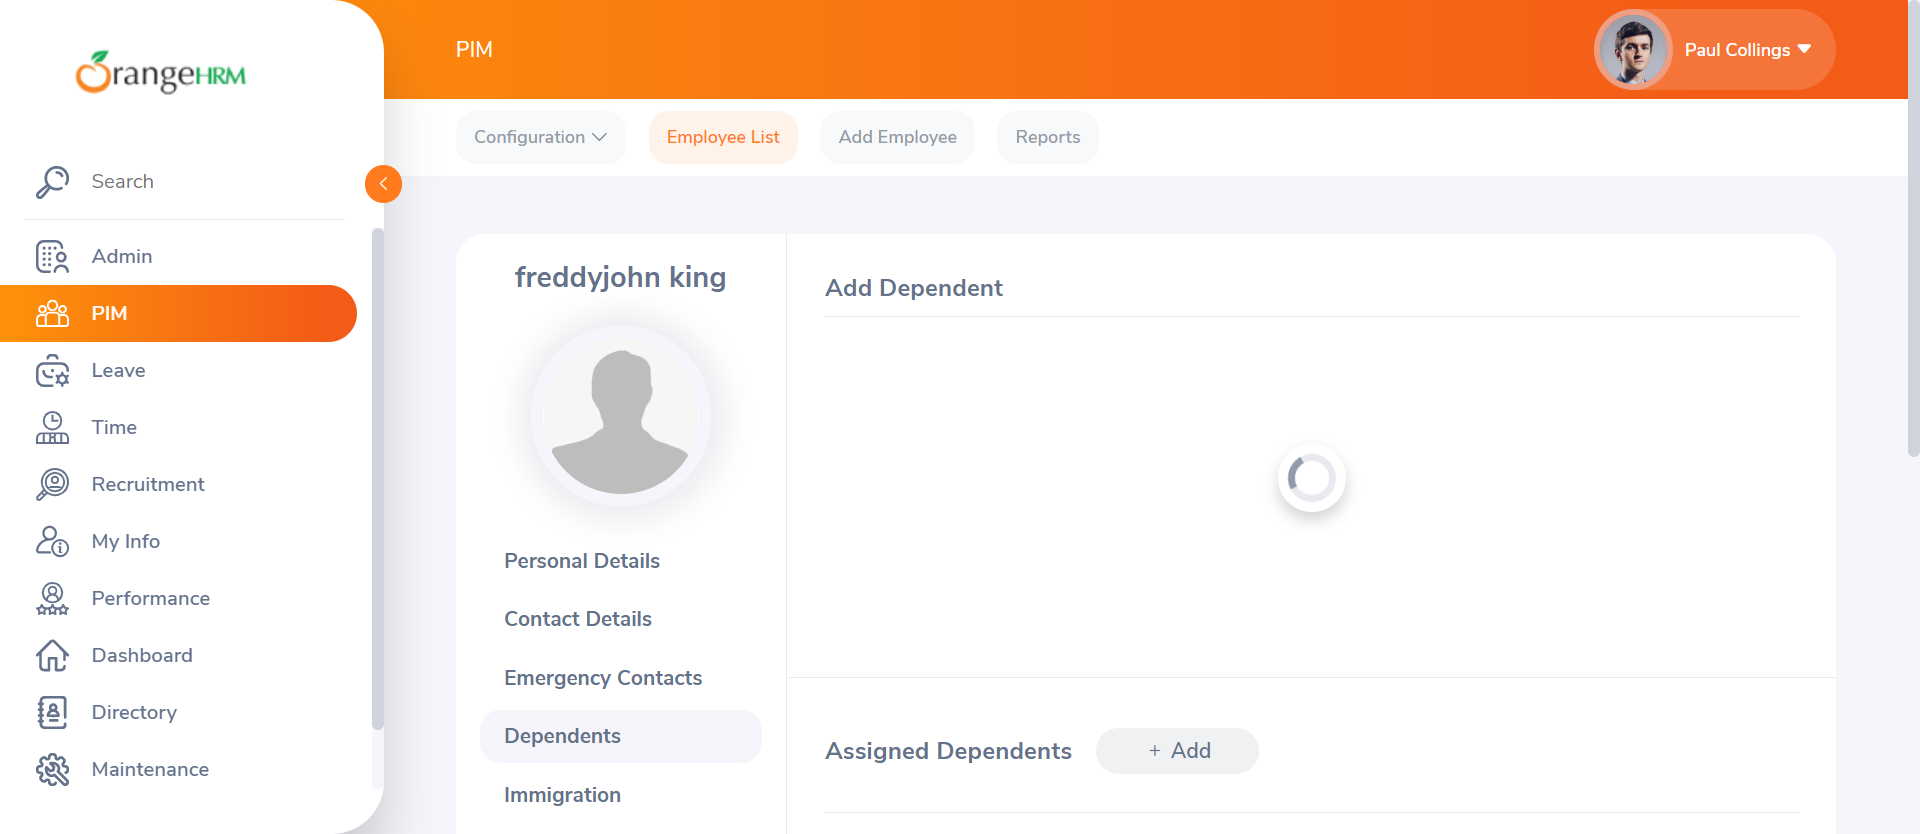 OrangeHRM
Search
Admin
PIM
Leave
Time
Recruitment
My Info
Performance
Dashboard
Directory
Maintenance
PIM
Paul Collings
Configuration
Employee List
Add Employee
Reports
freddyjohn king
Personal Details
Contact Details
Emergency Contacts
Dependents
Immigration
Add Dependent
Assigned Dependents
+ Add